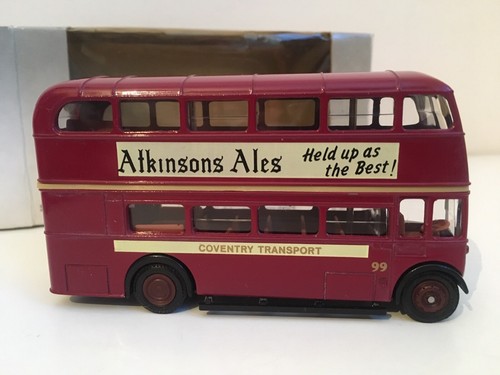 Atkinsons Ales
Held up as
the Best!
COVENTRY TRANSPORT
99